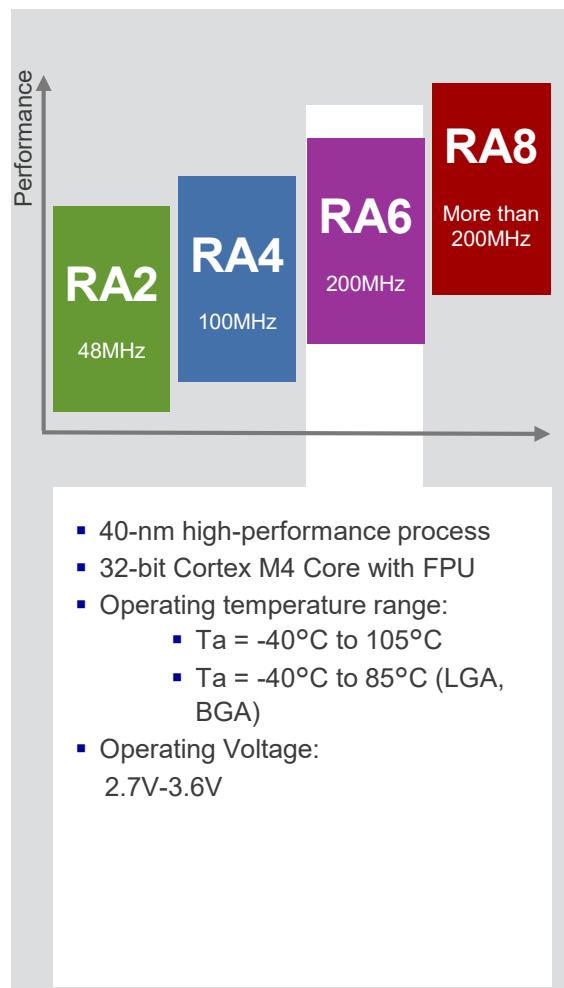 Performance
RA2
48MHz
RA4
100MHz
RA6
200MHz
RA8
More than
200MHz
▪ 40-nm high-performance process
▪ 32-bit Cortex M4 Core with FPU
▪ Operating temperature range:
▪ Ta = -40°C to 105°C
▪ Ta = -40°C to 85°C (LGA,
BGA)
▪ Operating Voltage:
2.7V-3.6V